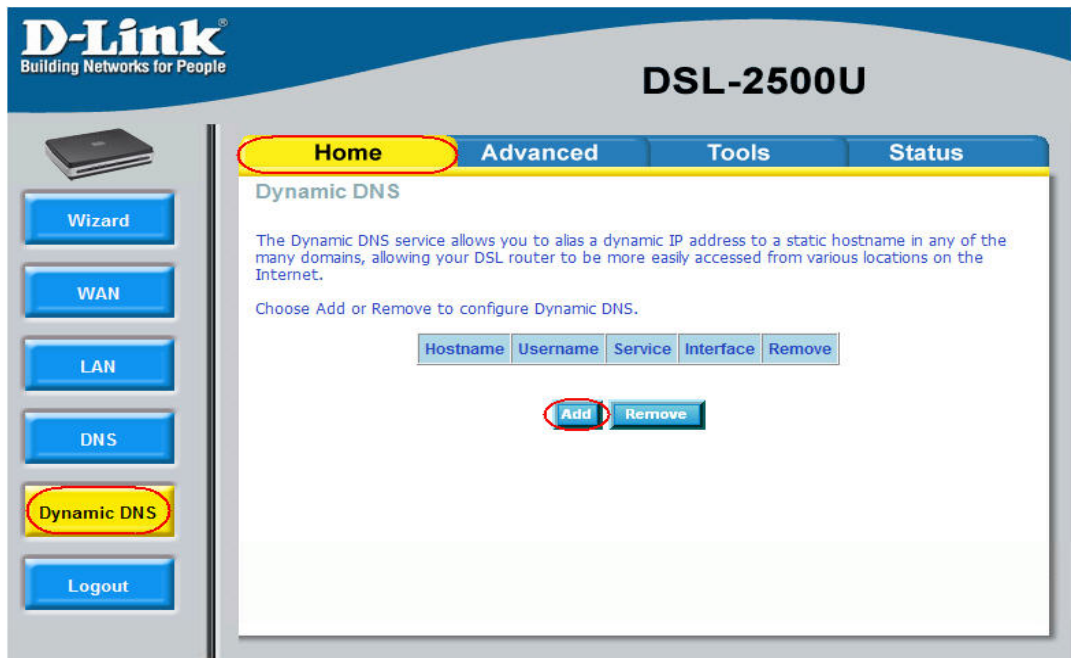 D-Link®
Building Networks for People
DSL-2500U
Home Advanced Tools Status
Wizard
WAN
LAN
DNS
Dynamic DNS
Logout
Dynamic DNS
The Dynamic DNS service allows you to alias a dynamic IP address to a static hostname in any of the
many domains, allowing your DSL router to be more easily accessed from various locations on the
Internet.
Choose Add or Remove to configure Dynamic DNS.
Hostname Username Service Interface Remove
Add Remove